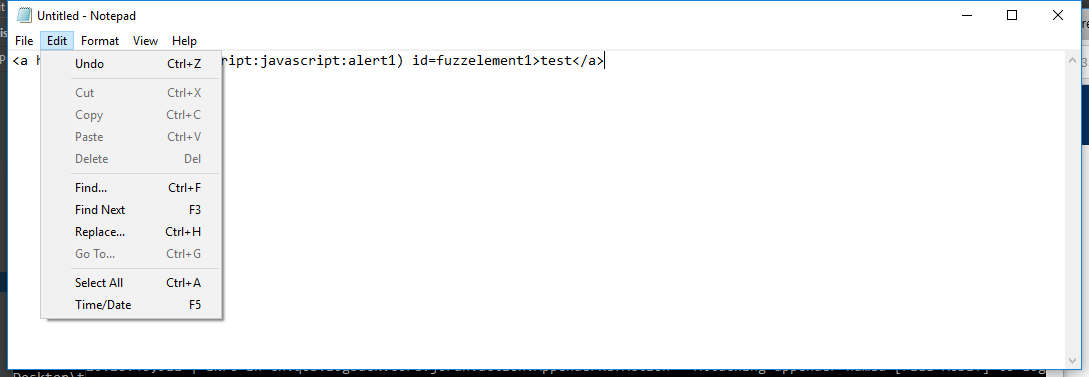 Untitled - Notepad
File Edit Format View Help
<a h ript:javascript:alert1) id=fuzzelement1>test</a>
Undo Ctrl+Z
Cut Ctrl+X
Copy Ctrl+C
Paste Ctrl+V
Delete Del
Find... Ctrl+F
Find Next F3
Replace... Ctrl+H
Go To... Ctrl+G
Select All Ctrl+A
Time/Date F5
Desktop\t